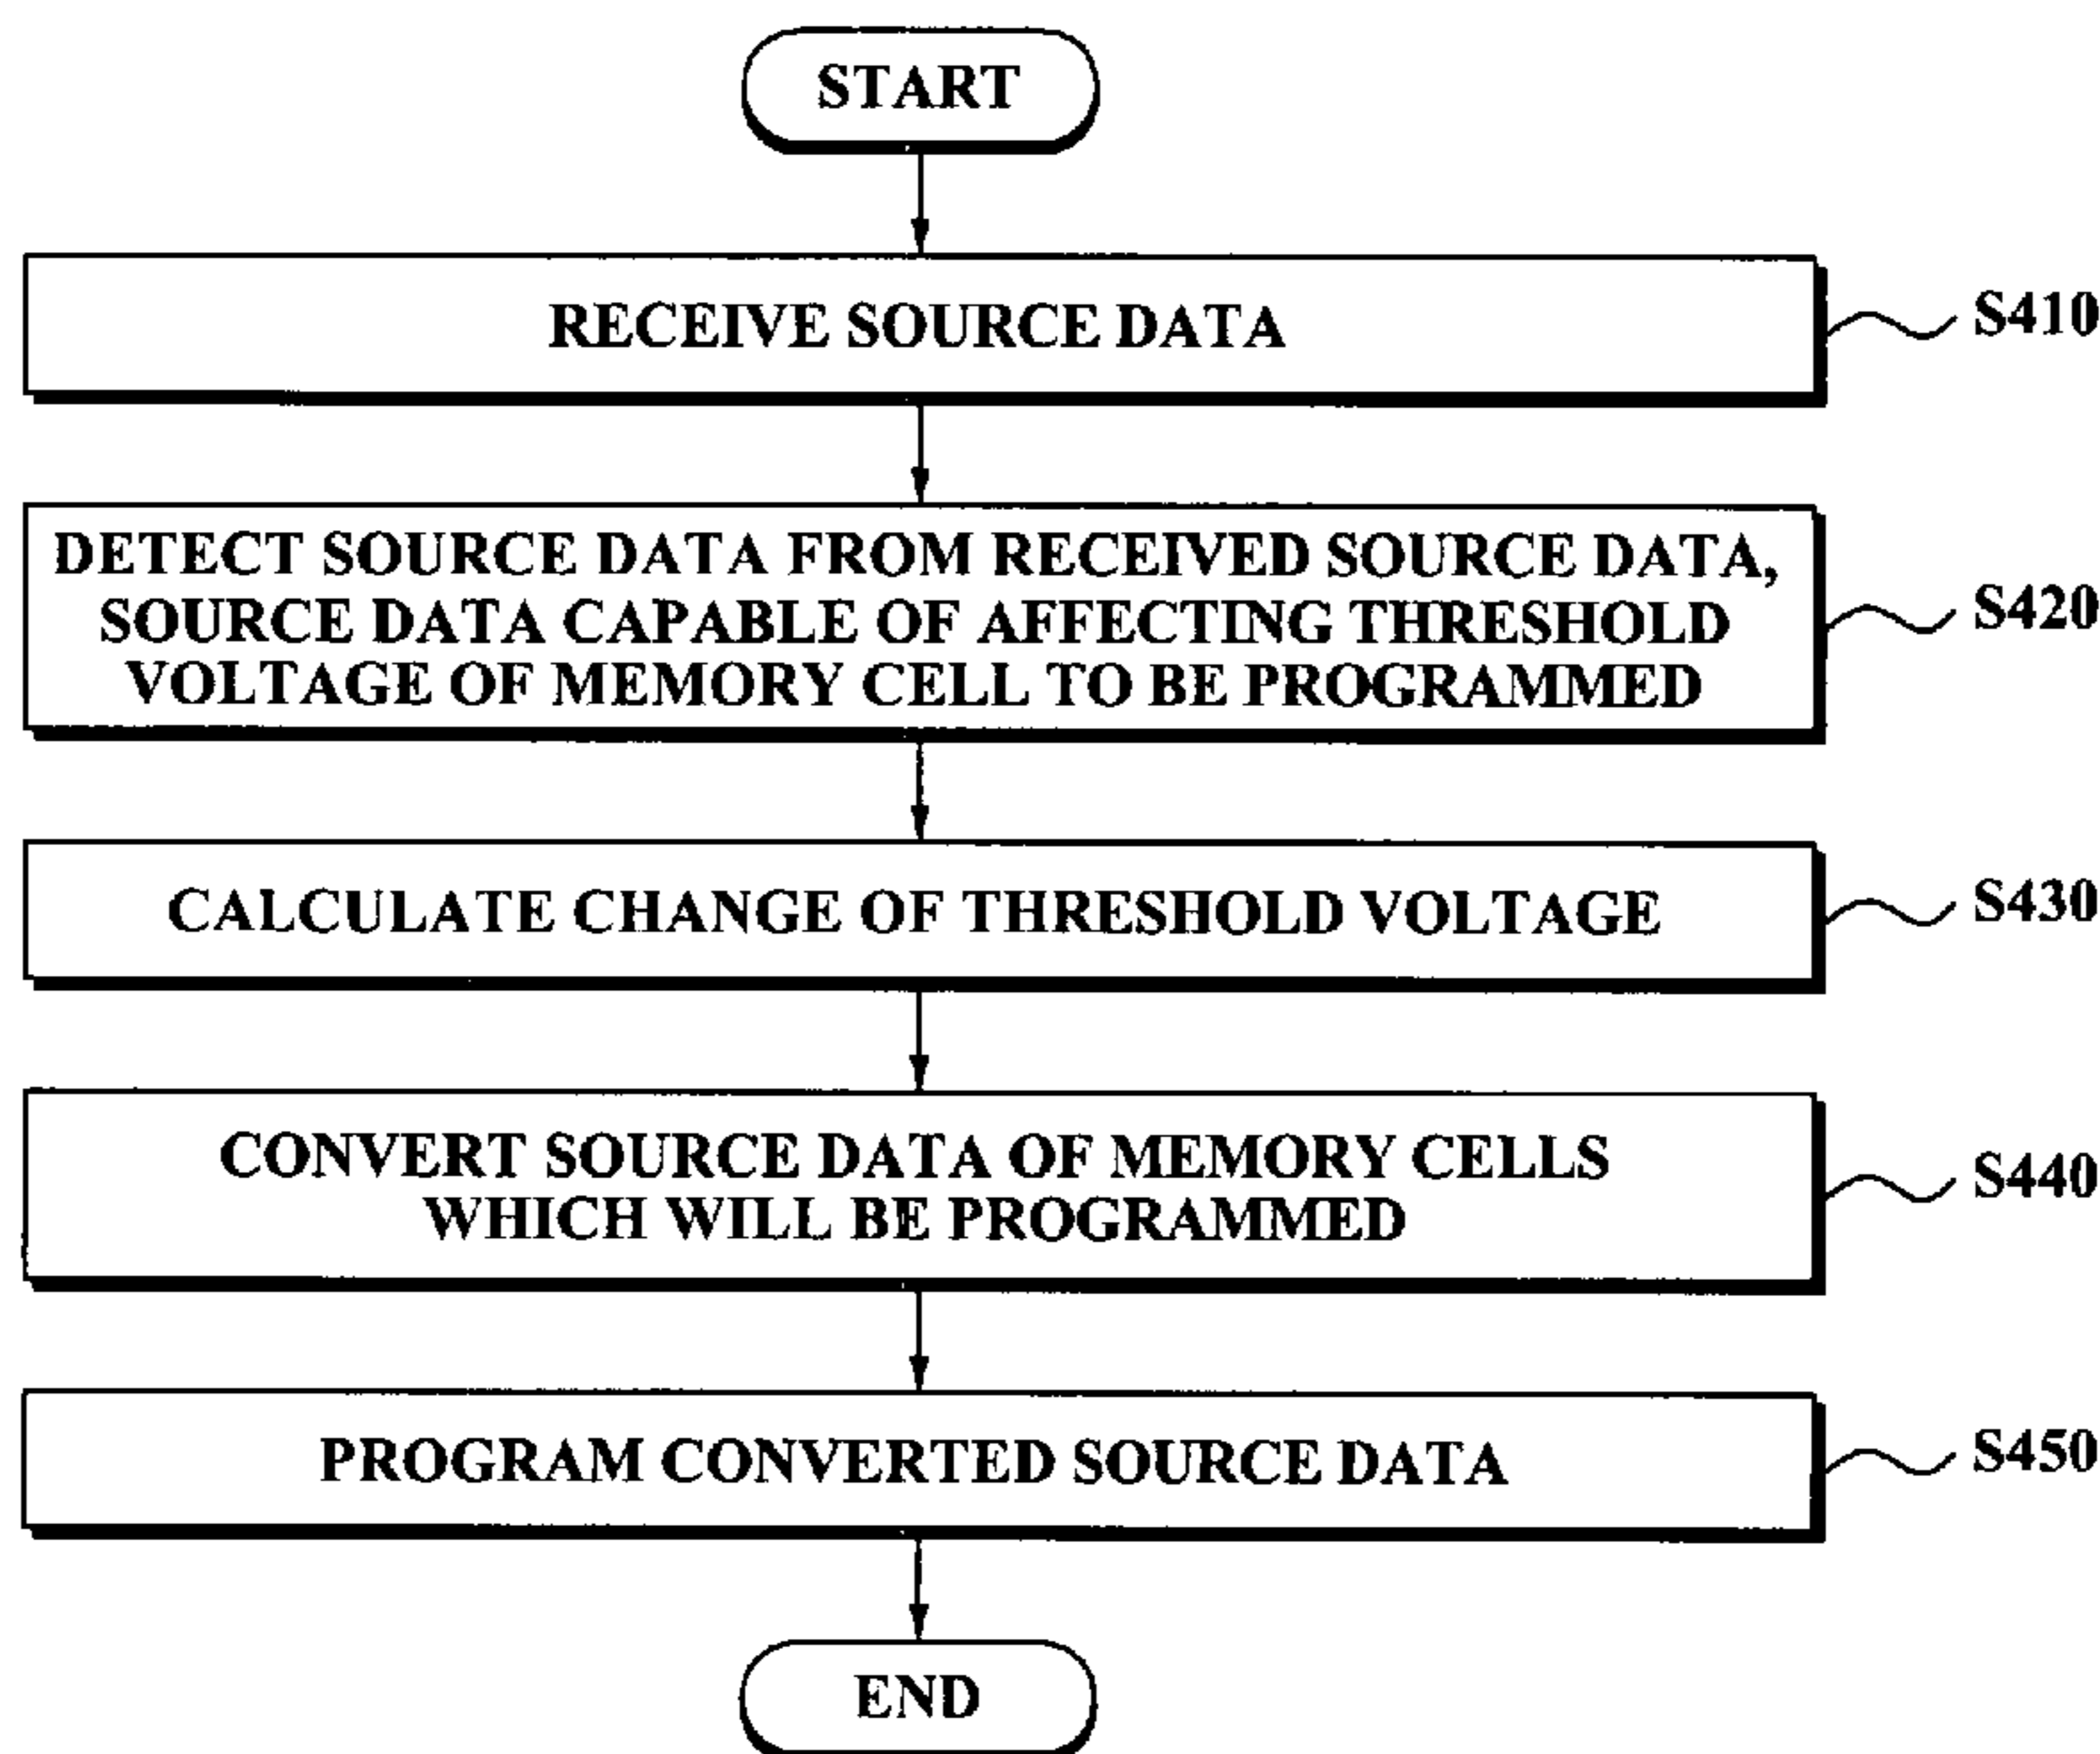 START
RECEIVE SOURCE DATA
S410
DETECT SOURCE DATA FROM RECEIVED SOURCE DATA,
SOURCE DATA CAPABLE OF AFFECTING THRESHOLD
VOLTAGE OF MEMORY CELL TO BE PROGRAMMED
S420
CALCULATE CHANGE OF THRESHOLD VOLTAGE
S430
CONVERT SOURCE DATA OF MEMORY CELLS
WHICH WILL BE PROGRAMMED
S440
PROGRAM CONVERTED SOURCE DATA
S450
END